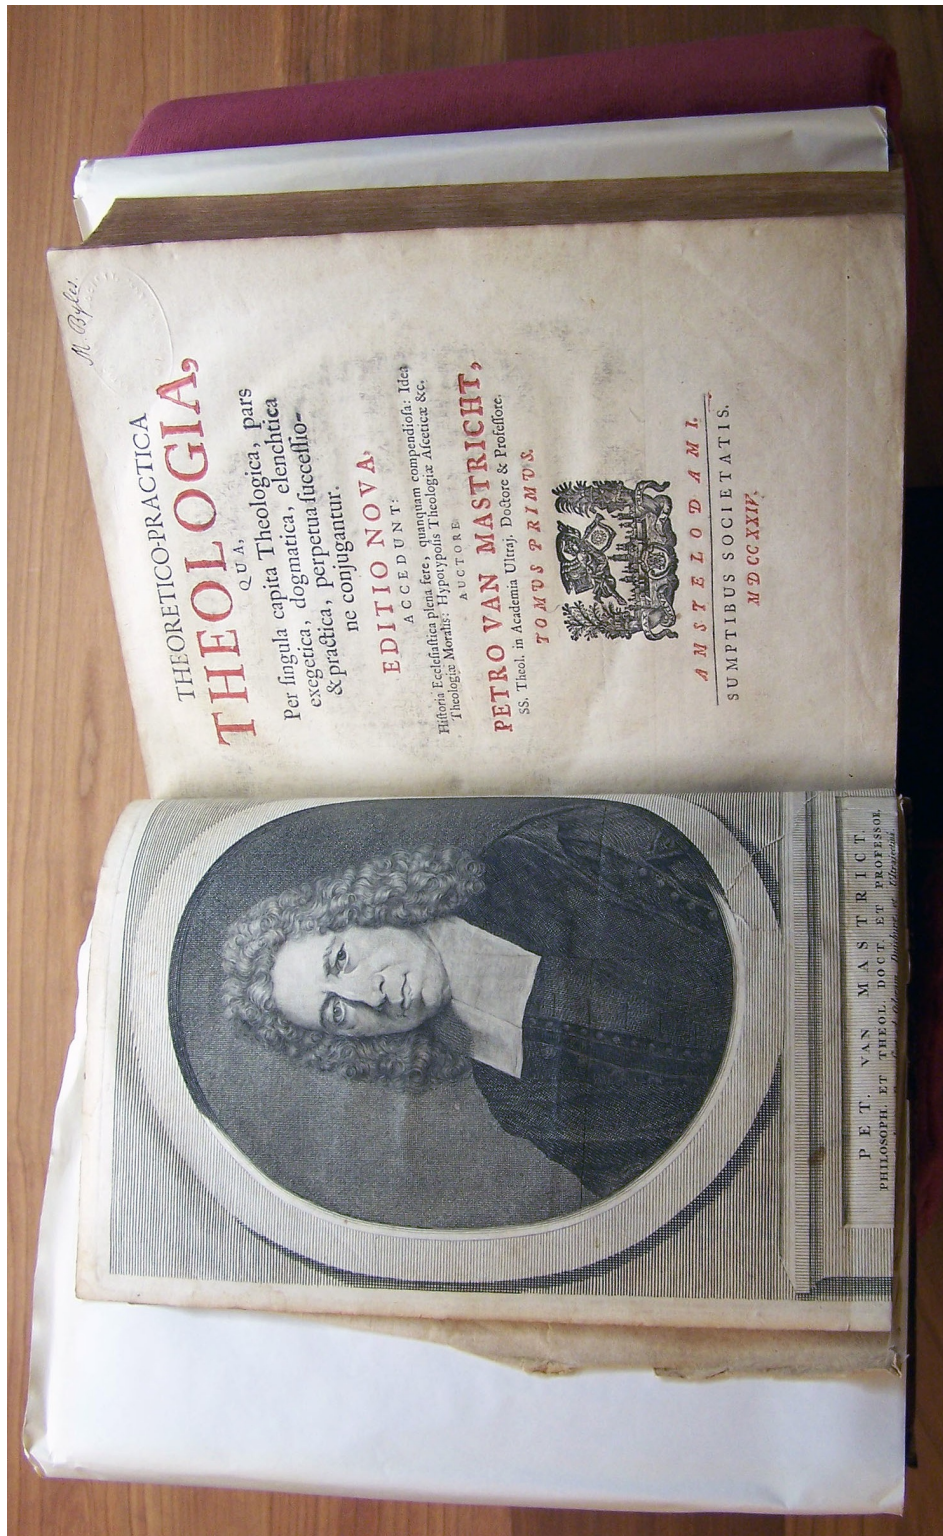 PET. VAN MASTRICT.
PHILOSOPH. ET THEOL. DOCT. ET PROFESSOR.
M. Byles
THEORETICO-PRACTICA
THEOLOGIA,
QUA,
Per ſingula capita Theologica, pars
exegetica, dogmatica, elenchtica
& practica, perpetua ſucceſſio-
ne conjugantur.
EDITIO NOVA,
ACCEDUNT:
Hiſtoria Eccleſiaſtica plena fere, quanquam compendioſa: Idea
Theologiæ Moralis: Hypotypoſis Theologiæ Aſceticæ &c.
AUCTORE
PETRO VAN MASTRICHT,
SS. Theol. in Academia Ultraj. Doctore & Profeſſore.
TOMUS PRIMUS.
AMSTELODAMI,
SUMPTIBUS SOCIETATIS.
MDCCXXIV.